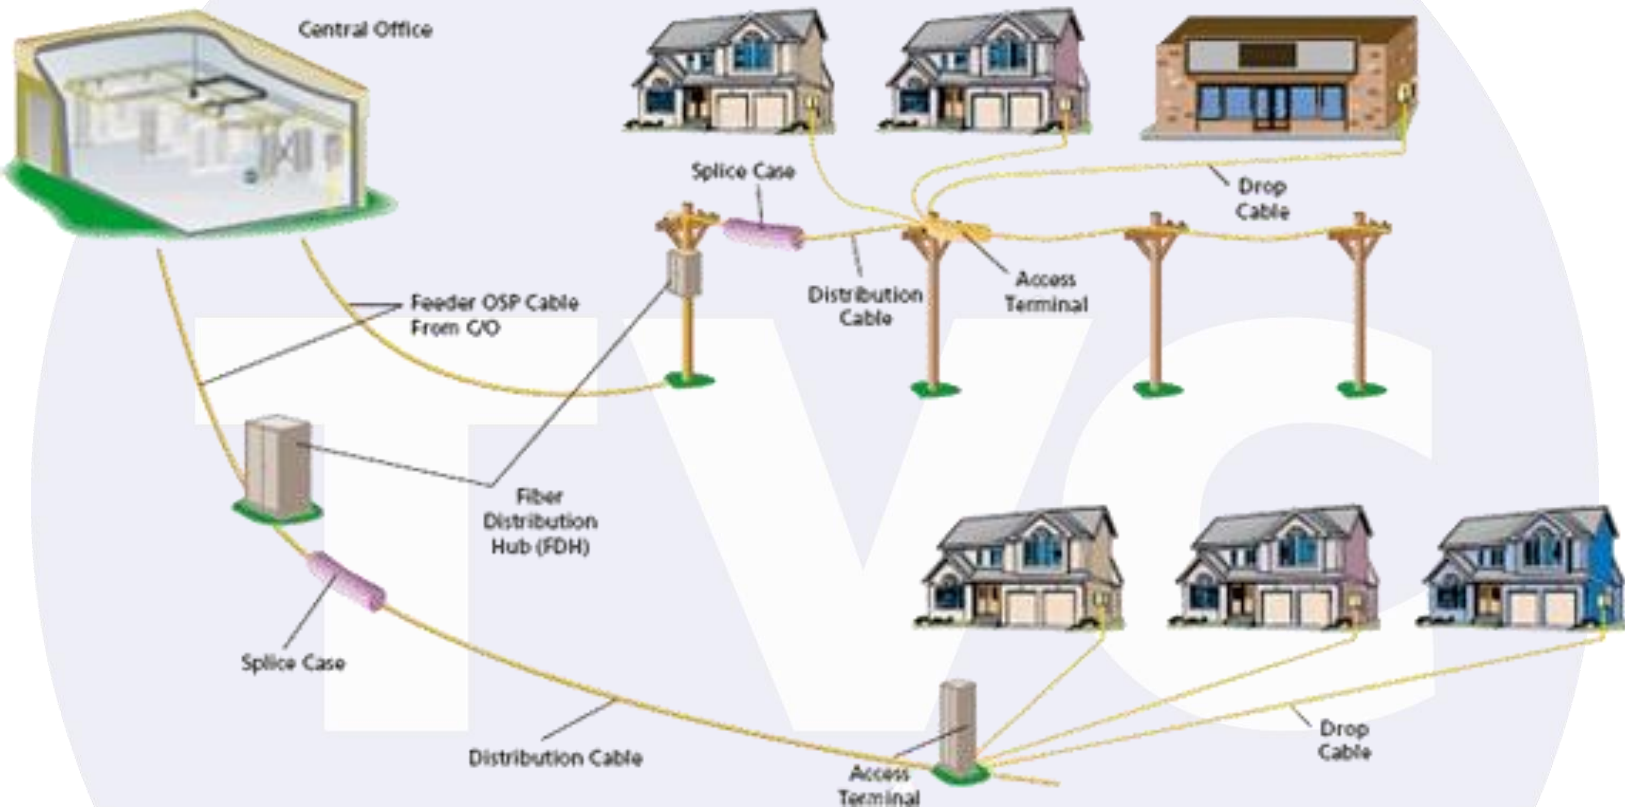 Central Office
Splice Case
Drop
Cable
Distribution
Cable
Access
Terminal
Feeder OSP Cable
From C/O
Fiber
Distribution
Hub (FDH)
Splice Case
Distribution Cable
Access
Terminal
Drop
Cable
TVC